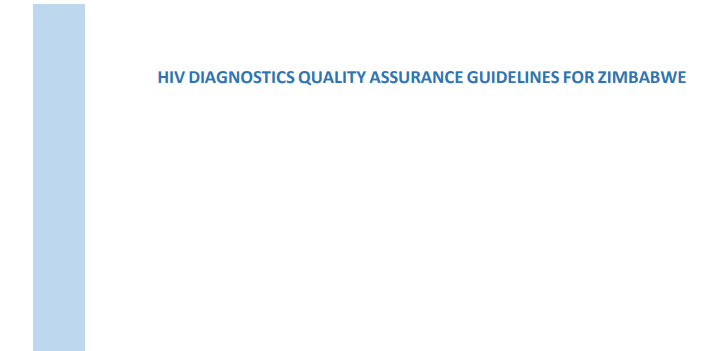 HIV DIAGNOSTICS QUALITY ASSURANCE GUIDELINES FOR ZIMBABWE